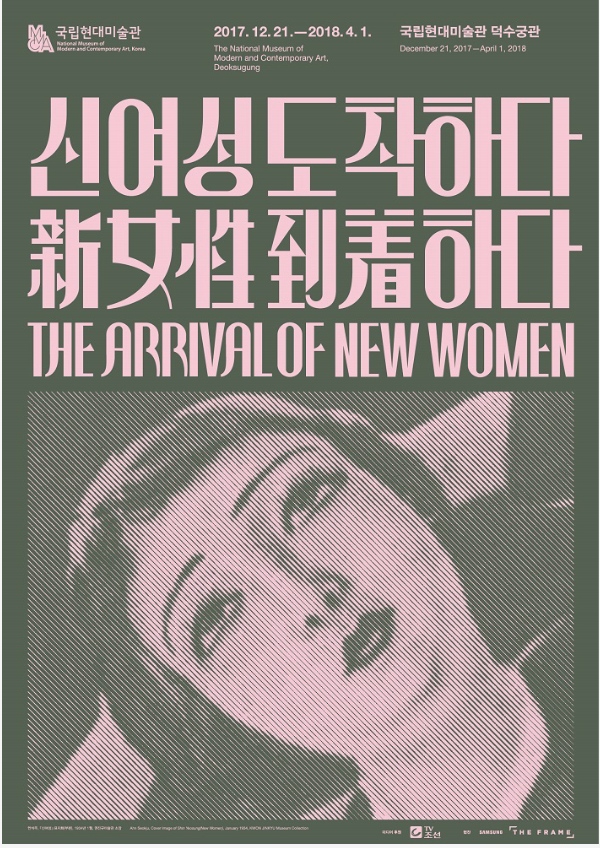 국립현대미술관
National Museum of
Modern and Contemporary Art, Korea
2017. 12. 21.—2018. 4. 1.
The National Museum of
Modern and Contemporary Art,
Deoksugung
국립현대미술관 덕수궁관
December 21, 2017—April 1, 2018
신여성 도착하다
新女性 到着하다
THE ARRIVAL OF NEW WOMEN
TV
조선
SAMSUNG
THE FRAME